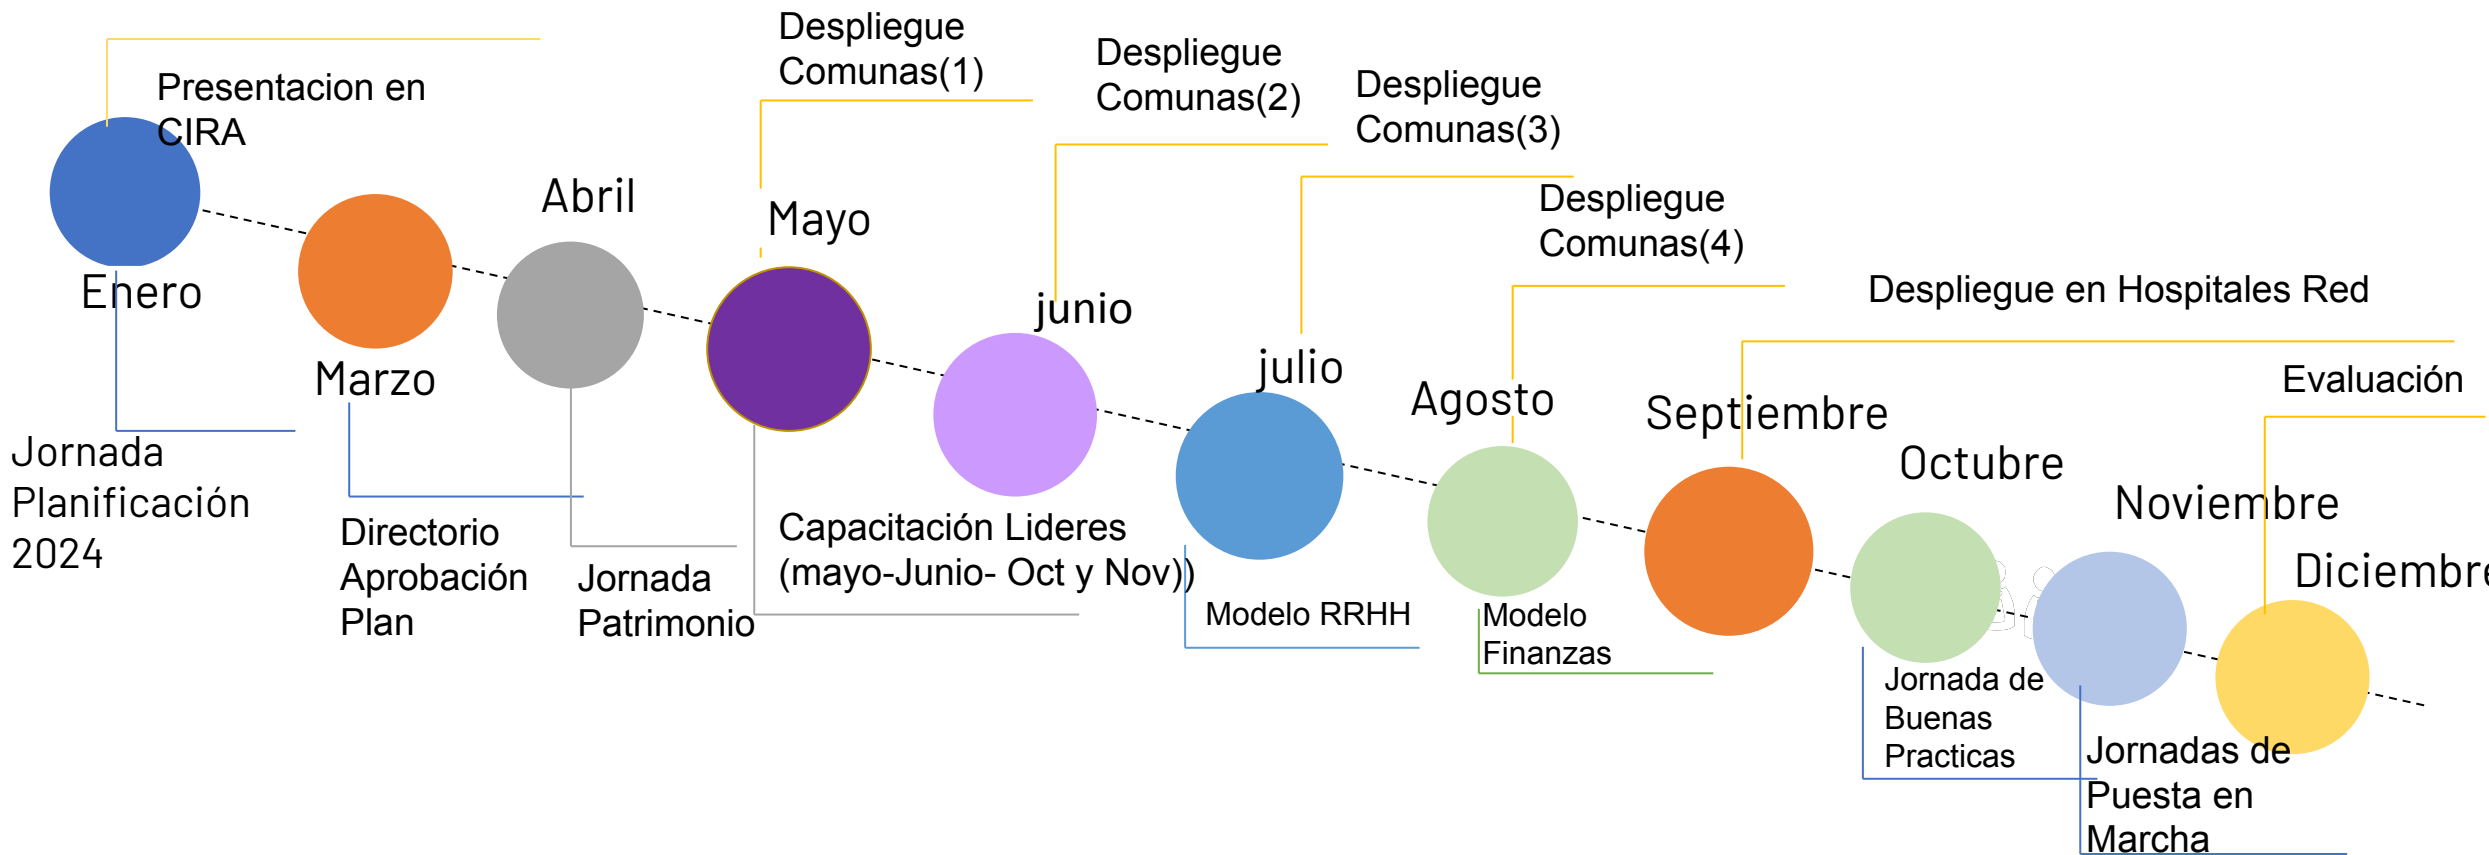 Presentacion en
CIRA
Enero
Jornada
Planificación
2024
Marzo
Directorio
Aprobación
Plan
Abril
Jornada
Patrimonio
Despliegue
Comunas(1)
Mayo
Capacitación Lideres
(mayo-Junio- Oct y Nov))
Despliegue
Comunas(2)
junio
Despliegue
Comunas(3)
julio
Modelo RRHH
Despliegue
Comunas(4)
Agosto
Modelo
Finanzas
Despliegue en Hospitales Red
Septiembre
Octubre
Jornada de
Buenas
Practicas
Noviembre
Jornadas de
Puesta en
Marcha
Evaluación
Diciembre